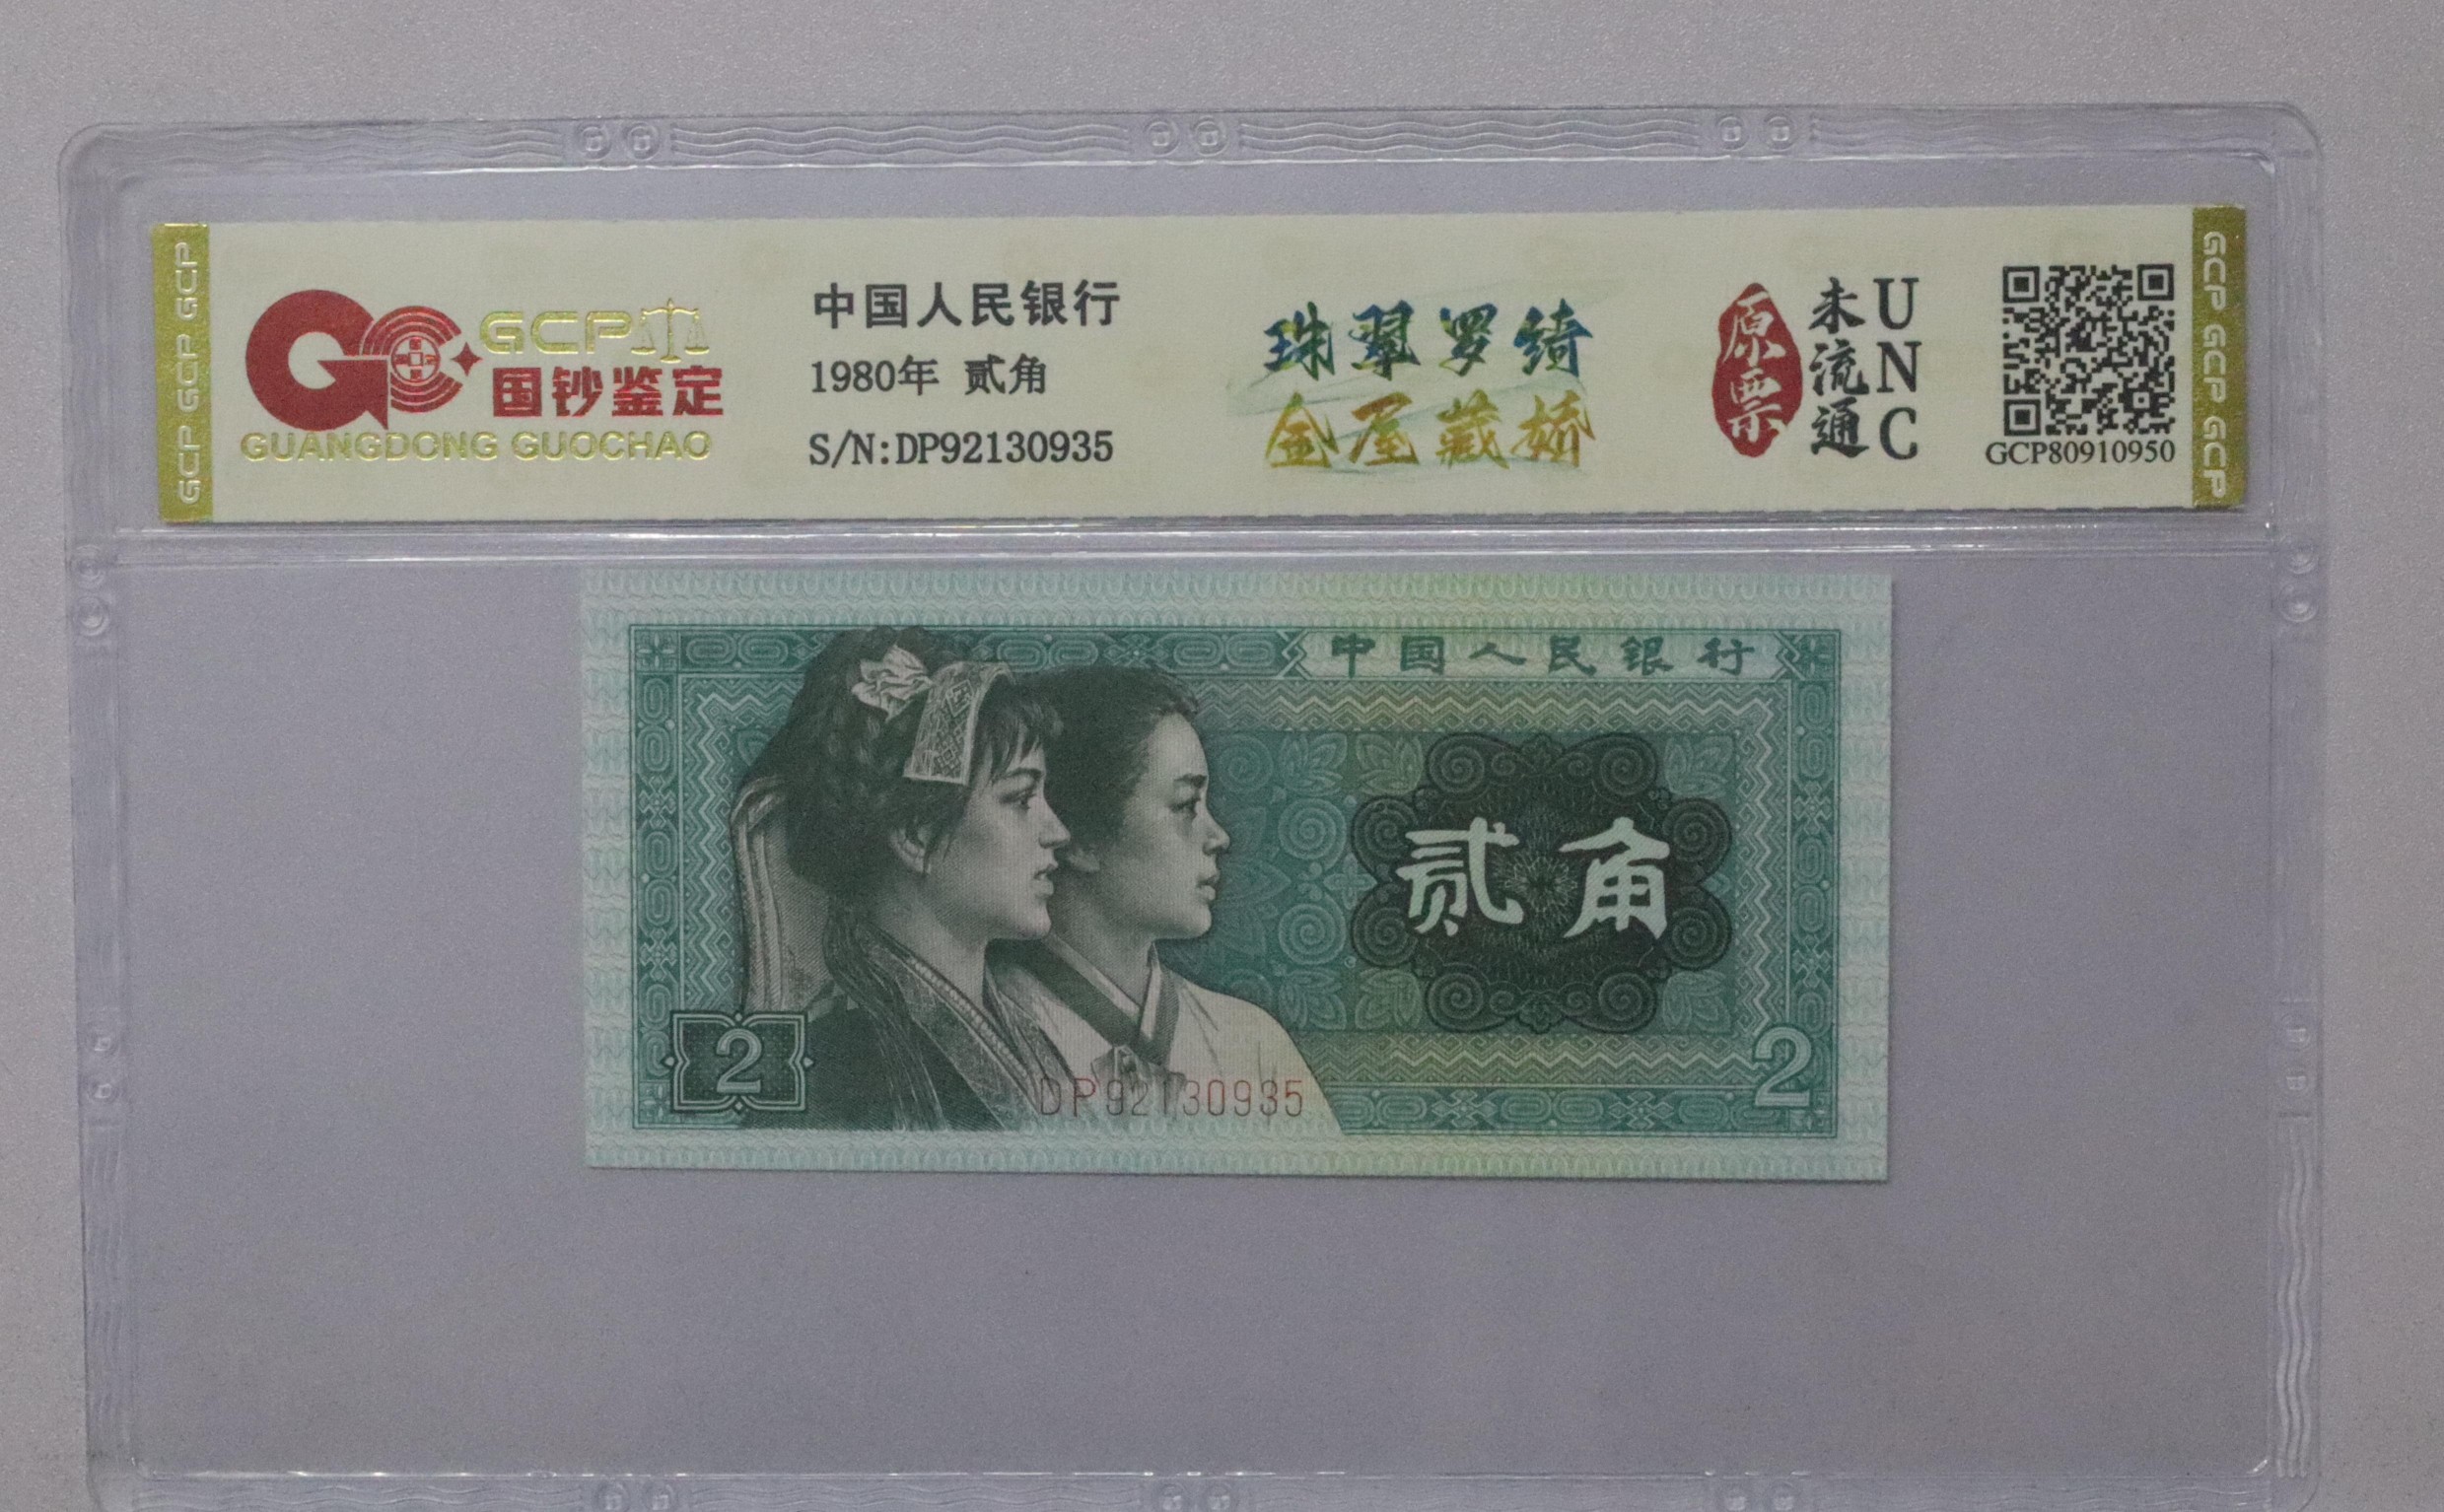 GCP GCP GCP
GCP
国钞鉴定
GUANGDONG GUOCHAO
中国人民银行
1980年 贰角
S/N:DP92130935
珠翠罗绮
金屋藏娇
原票
未流通
UNC
GCP80910950
GCP GCP GCP
中国人民银行
贰角
2
DP92130935
2